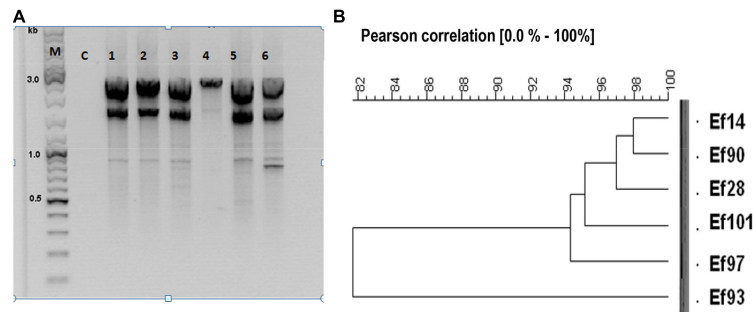 A
B
kb
M C 1 2 3 4 5 6
3.0
1.0
0.5
Pearson correlation [0.0 % - 100%]
82 84 86 88 90 92 94 96 98 100
Ef14
Ef90
Ef28
Ef101
Ef97
Ef93